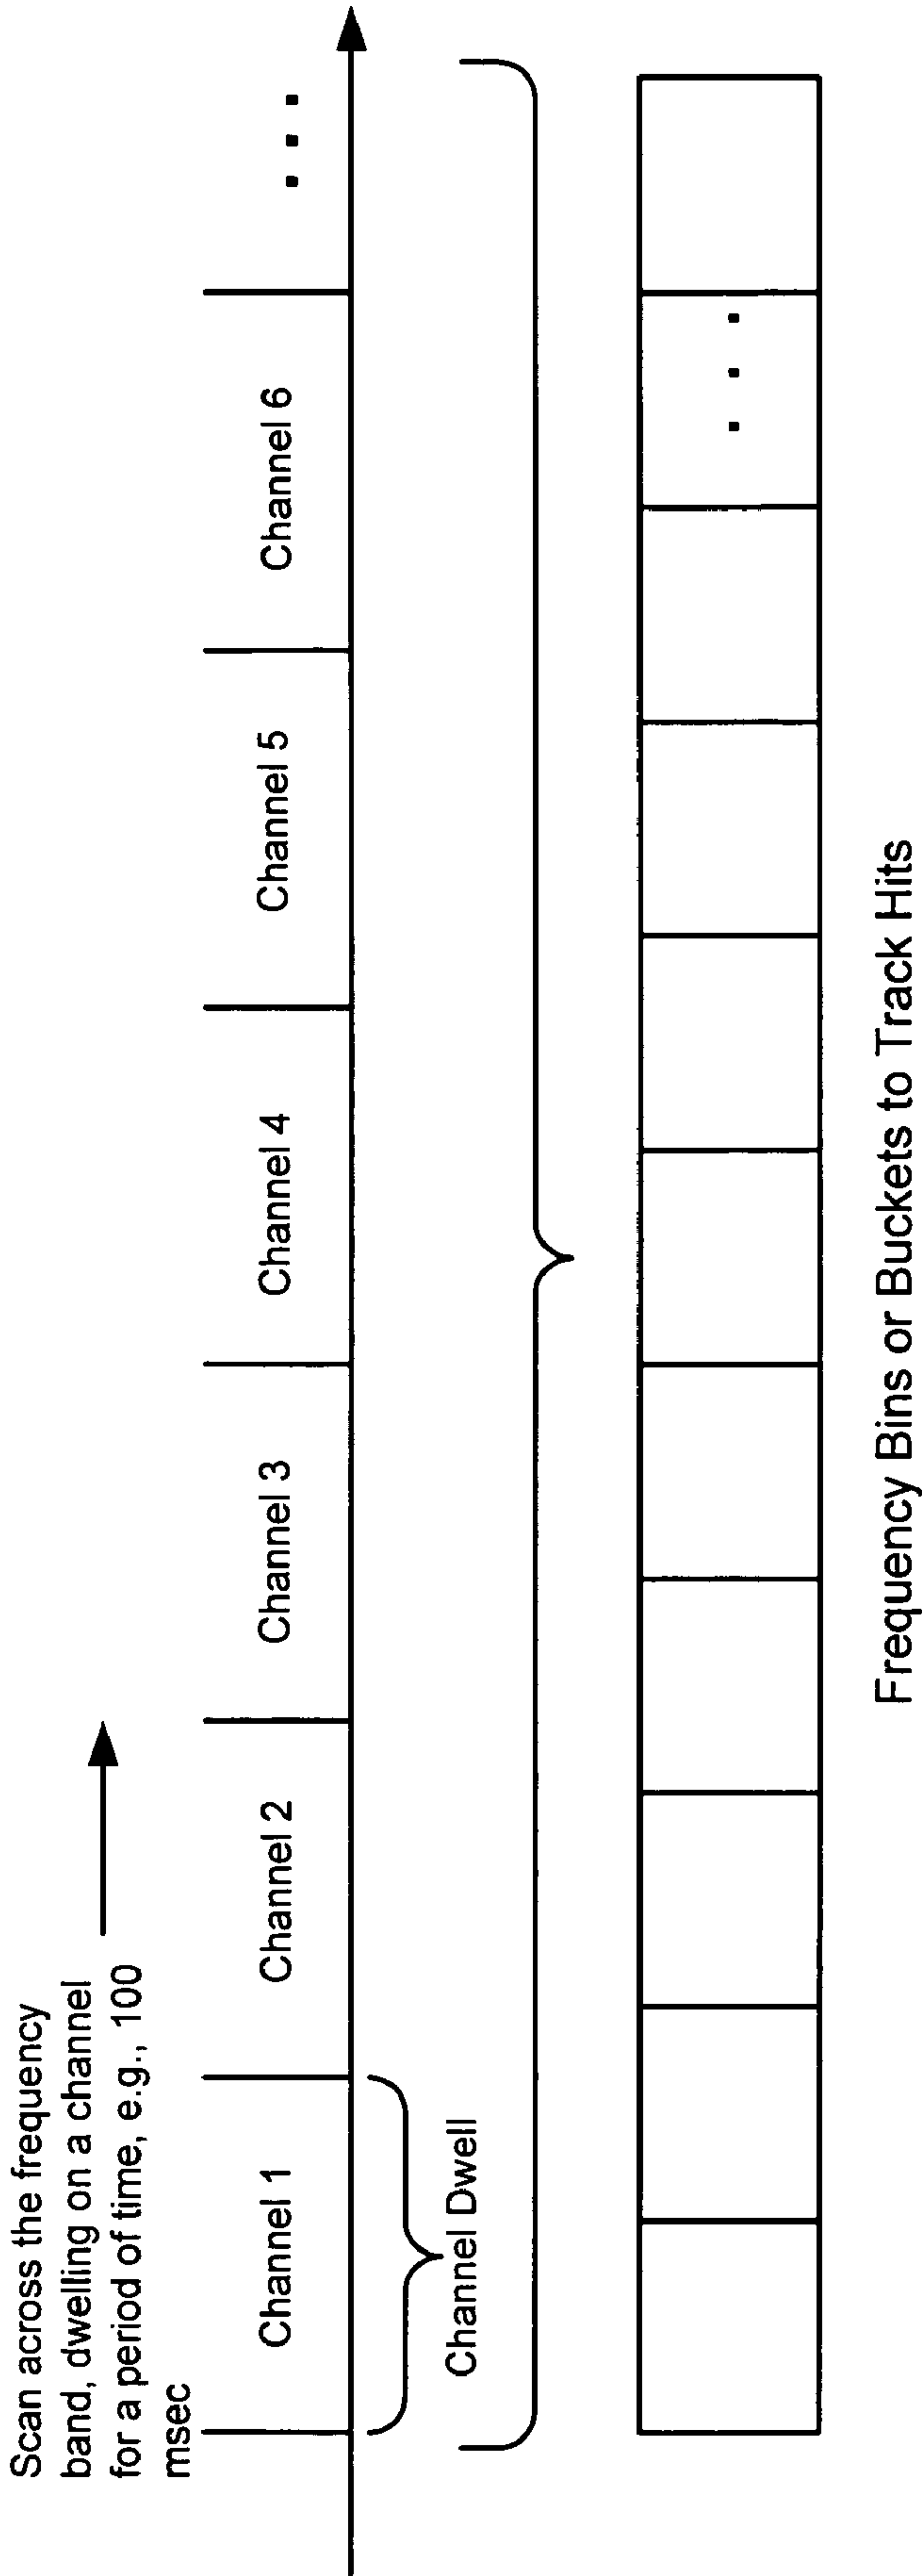 Scan across the frequency
band, dwelling on a channel
for a period of time, e.g., 100
msec
Channel 1
Channel 2
Channel 3
Channel 4
Channel 5
Channel 6
Channel Dwell
Frequency Bins or Buckets to Track Hits